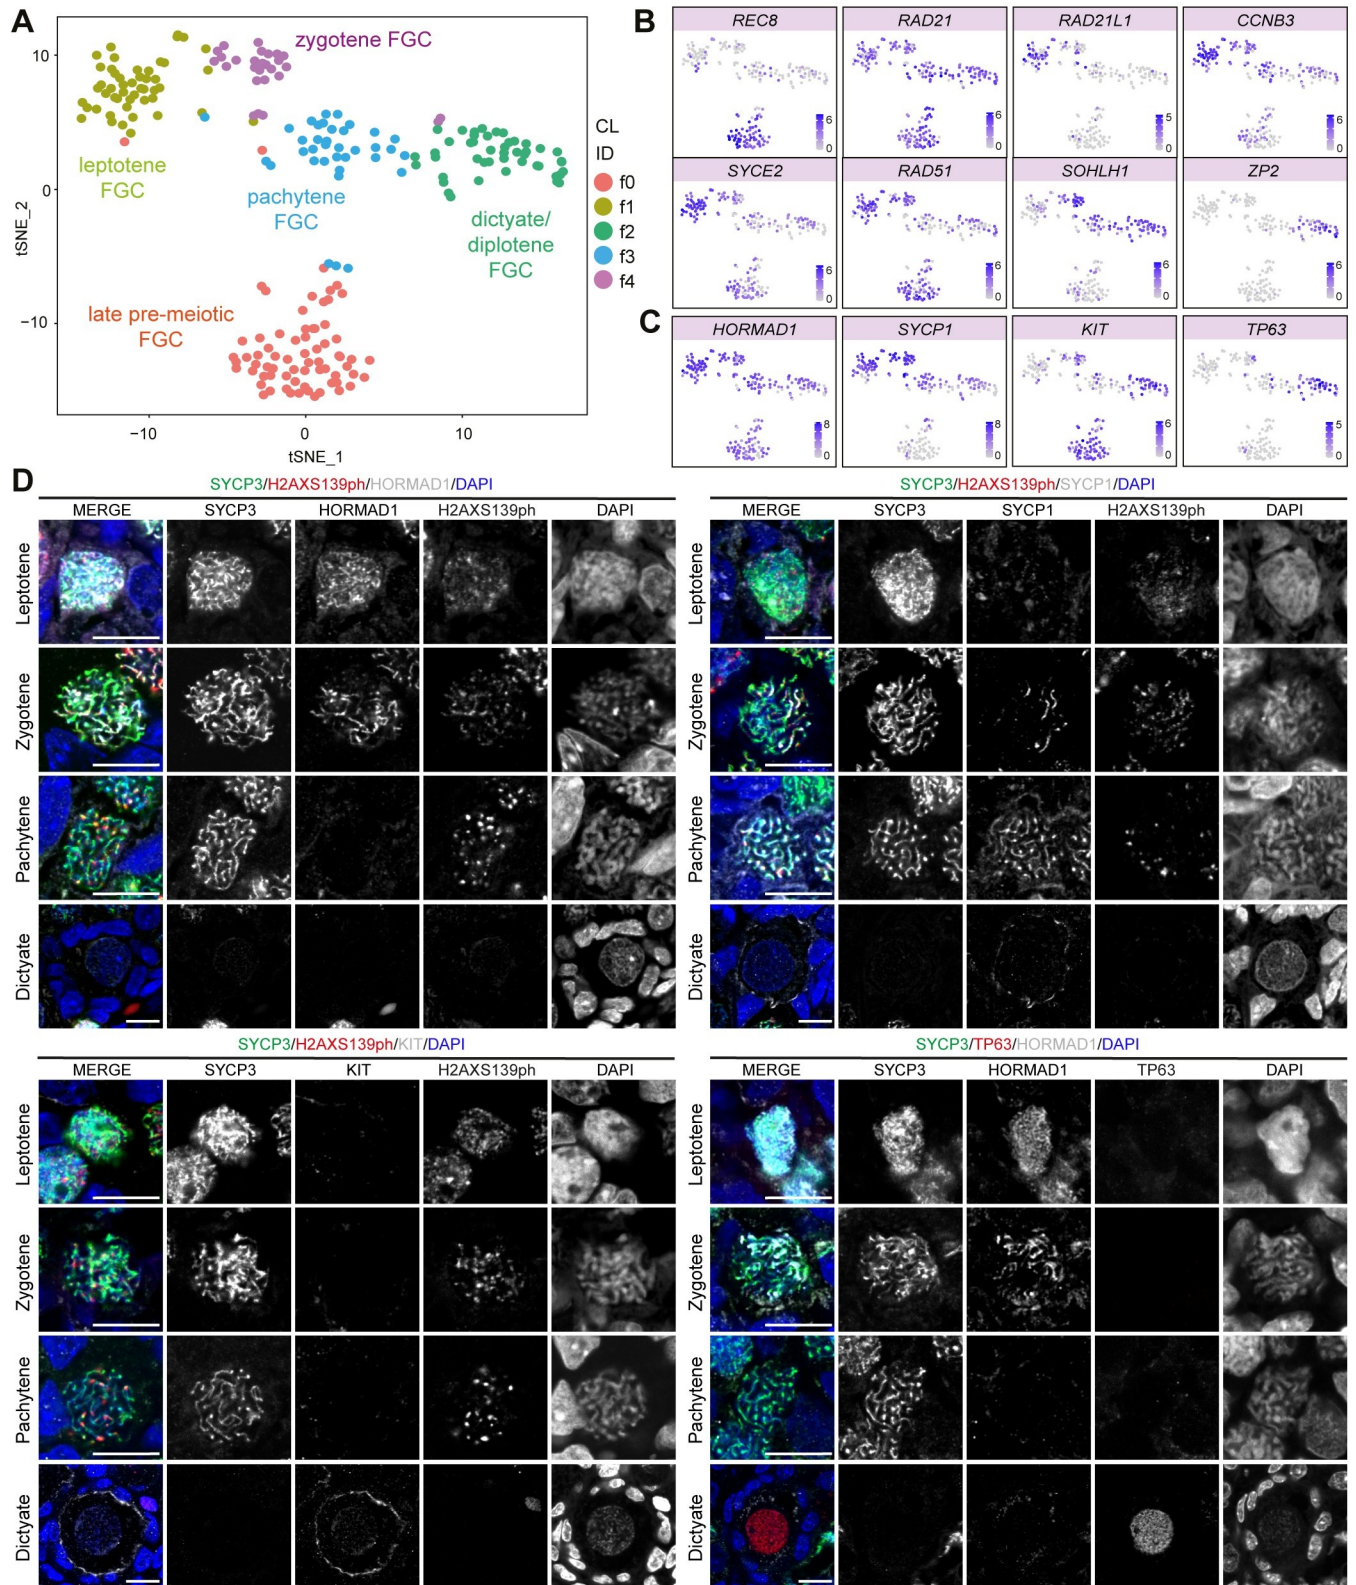 A
zygotene FGC
leptotene
FGC
pachytene
FGC
dictyate/
diplotene
FGC
late pre-meiotic
FGC
10
0
−10
tSNE_2
−10
0
10
tSNE_1
CL
ID
f0
f1
f2
f3
f4
B
REC8
RAD21
RAD21L1
CCNB3
6
0
6
0
5
0
6
0
SYCE2
RAD51
SOHLH1
ZP2
6
0
6
0
6
0
6
0
C
HORMAD1
SYCP1
KIT
TP63
8
0
8
0
6
0
5
0
D
SYCP3/H2AXS139ph/HORMAD1/DAPI
MERGE SYCP3 HORMAD1 H2AXS139ph DAPI
Leptotene
Zygotene
Pachytene
Dictyate
SYCP3/H2AXS139ph/SYCP1/DAPI
MERGE SYCP3 SYCP1 H2AXS139ph DAPI
Leptotene
Zygotene
Pachytene
Dictyate
SYCP3/H2AXS139ph/KIT/DAPI
MERGE SYCP3 KIT H2AXS139ph DAPI
Leptotene
Zygotene
Pachytene
Dictyate
SYCP3/TP63/HORMAD1/DAPI
MERGE SYCP3 HORMAD1 TP63 DAPI
Leptotene
Zygotene
Pachytene
Dictyate